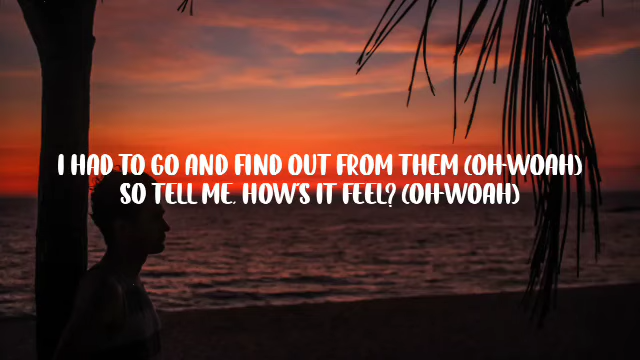 I HAD TO GO AND FIND OUT FROM THEM (OH-WOAH)
SO TELL ME, HOW'S IT FEEL? (OH-WOAH)